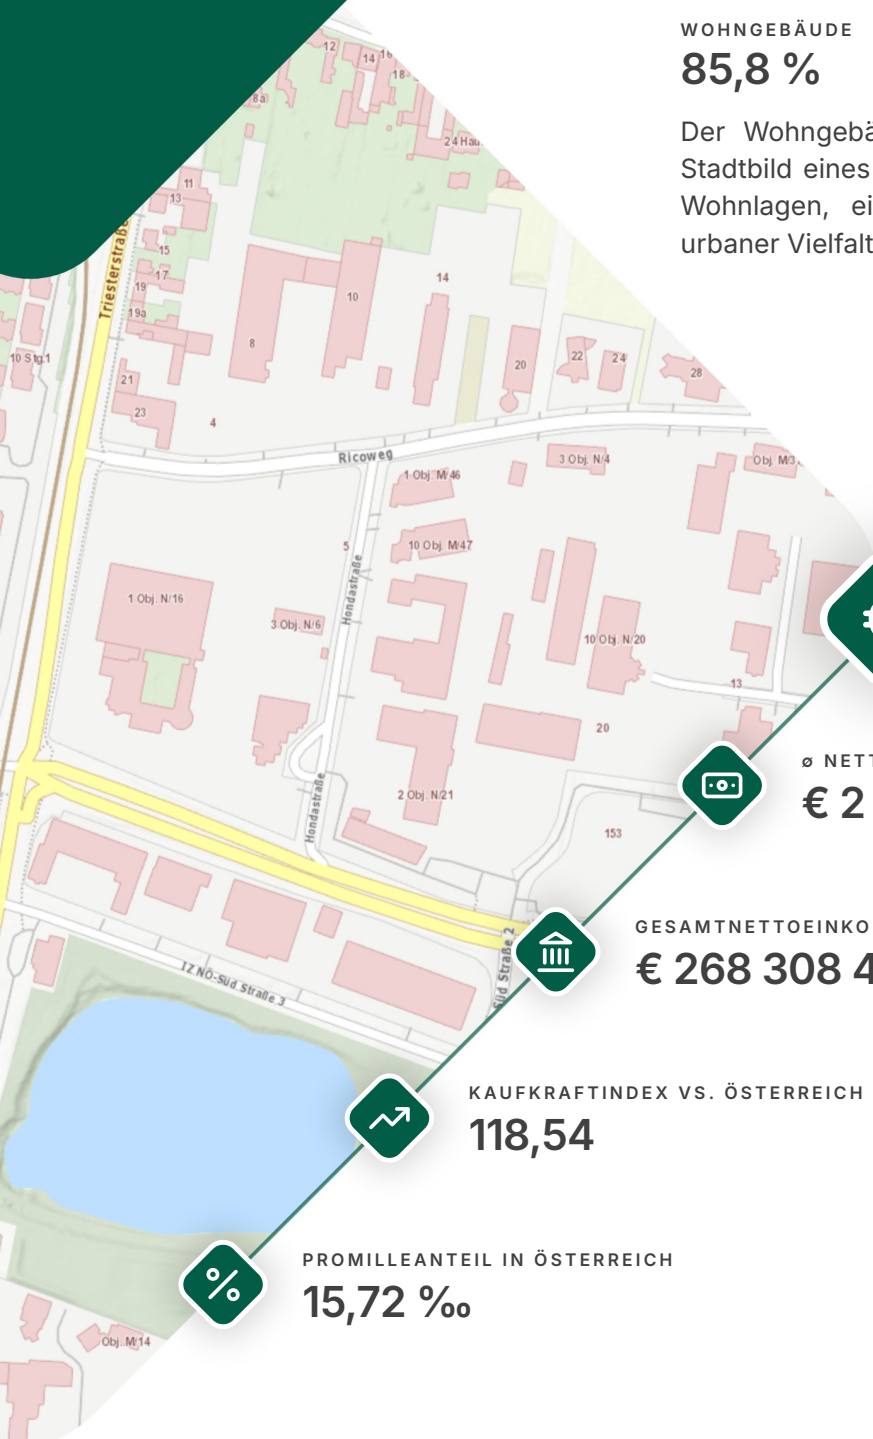 WOHNGEBÄUDE
85,8 %
Der Wohngebä
Stadtbild eines
Wohnlagen, ei
urbaner Vielfalt
12
14
16
18
8a
24 Hau
11
13
Triesterstraße
15
17
19
19a
14
10
8
10 Stg.1
21
23
4
20
22
24
28
Ricoweg
1 Obj. M/46
3 Obj. N/4
Obj. M/3
5
10 Obj. M/47
Hondastraße
1 Obj. N/16
3 Obj. N/6
10 Obj. N/20
13
20
2 Obj. N/21
Hondastraße
153
ø NETT
€ 2
GESAMTNETTOEINKO
€ 268 308 4
Süd Straße 2
IZ NÖ-Süd Straße 3
KAUFKRAFTINDEX VS. ÖSTERREICH
118,54
PROMILLEANTEIL IN ÖSTERREICH
15,72 ‰
Obj. M/14